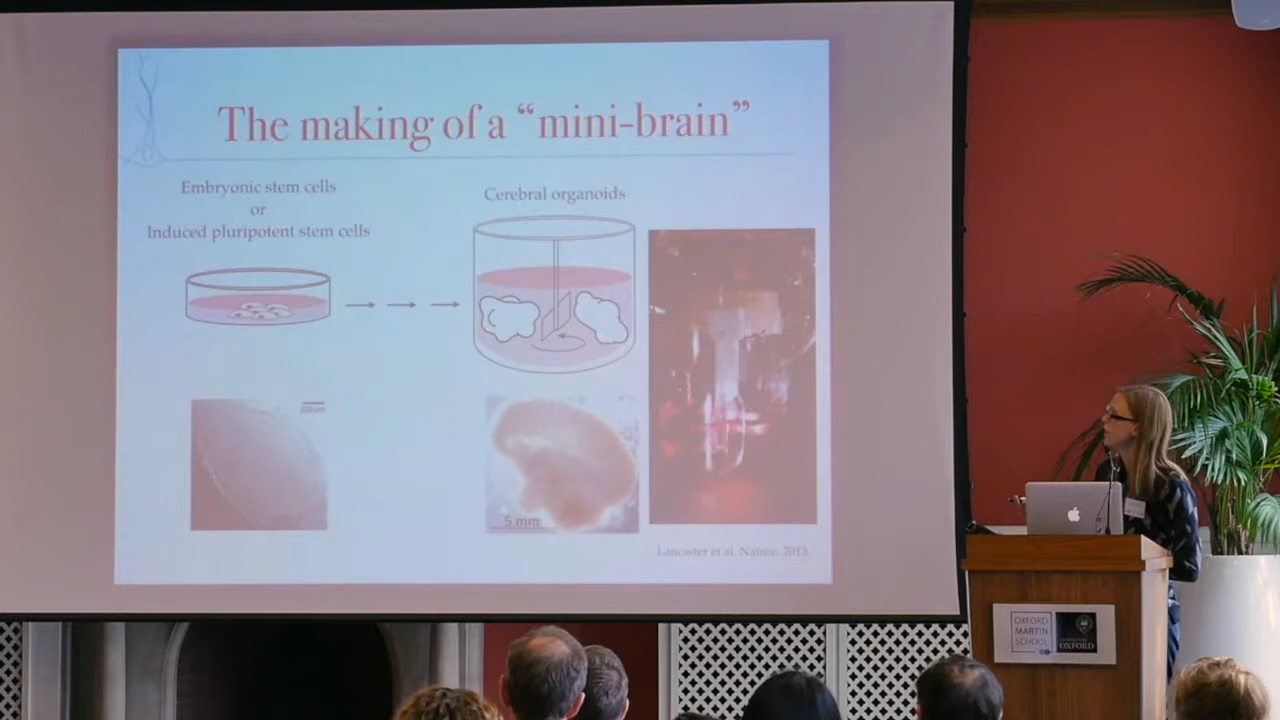 The making of a “mini-brain”
Embryonic stem cells
or
Induced pluripotent stem cells
Cerebral organoids
5 mm
Lancaster et al. Nature. 2013.
OXFORD
MARTIN
SCHOOL
OXFORD